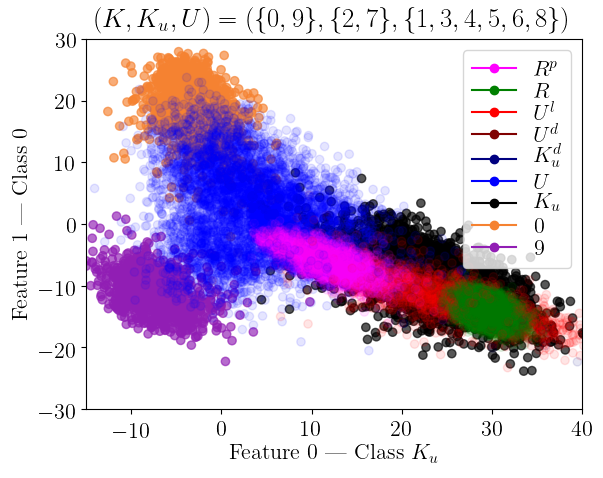 (K, K_u, U) = ({0, 9}, {2, 7}, {1, 3, 4, 5, 6, 8})
30
20
10
0
−10
−20
−30
Feature 1 — Class 0
R^p
R
U^l
U^d
K_u^d
U
K_u
0
9
−10
0
10
20
30
40
Feature 0 — Class K_u